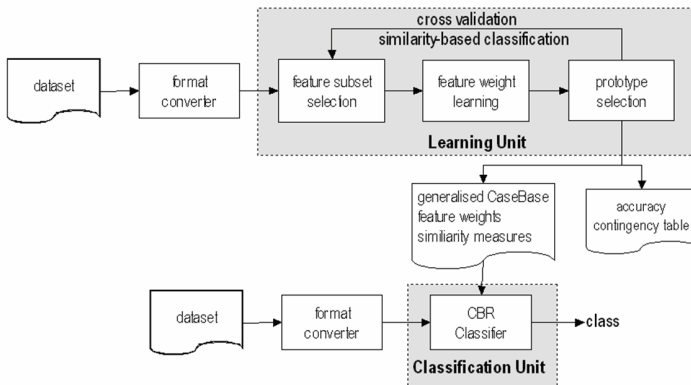 cross validation
similarity-based classification
dataset
format
converter
feature subset
selection
feature weight
learning
prototype
selection
Learning Unit
generalised CaseBase
feature weights
similiarity measures
accuracy
contingency table
dataset
format
converter
CBR
Classifier
class
Classification Unit